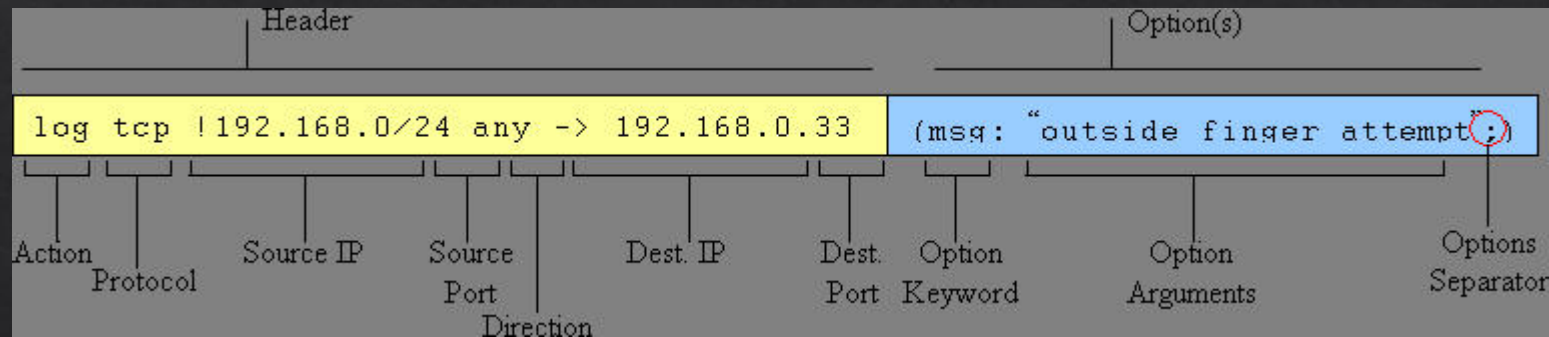 Header Option(s)
log tcp !192.168.0/24 any -> 192.168.0.33 (msg: “outside finger attempt”;)
Action Source IP Source Dest. IP Dest. Option Option Options
Protocol Port Port Keyword Arguments Separator
Direction